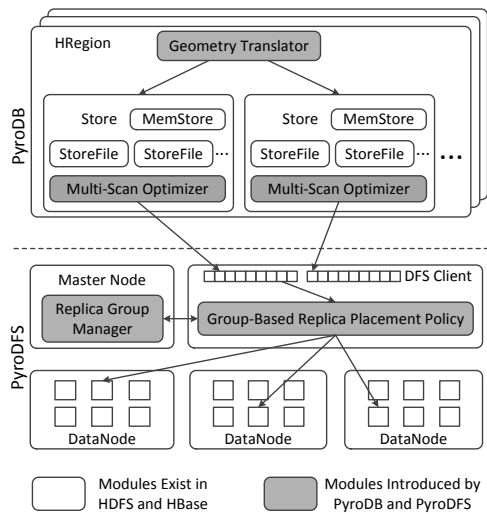 HRegion
Geometry Translator
Store
MemStore
StoreFile
StoreFile
...
Multi-Scan Optimizer
Store
MemStore
StoreFile
StoreFile
...
Multi-Scan Optimizer
...
PyroDB
DFS Client
Master Node
Replica Group
Manager
Group-Based Replica Placement Policy
PyroDFS
DataNode
DataNode
DataNode
Modules Exist in
HDFS and HBase
Modules Introduced by
PyroDB and PyroDFS